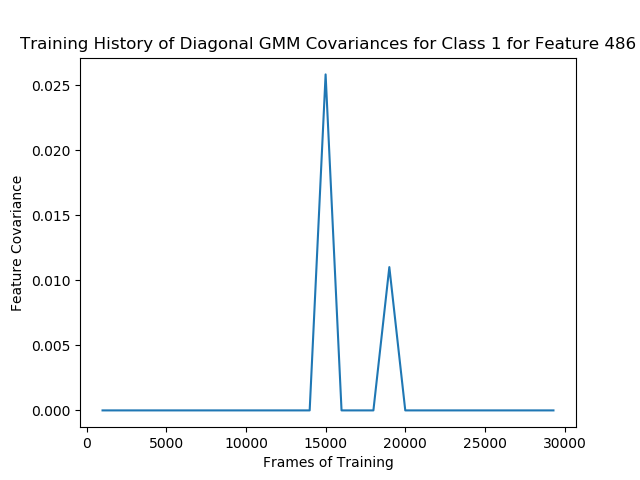 Training History of Diagonal GMM Covariances for Class 1 for Feature 486
0.025
0.020
0.015
0.010
0.005
0.000
Feature Covariance
0 5000 10000 15000 20000 25000 30000
Frames of Training